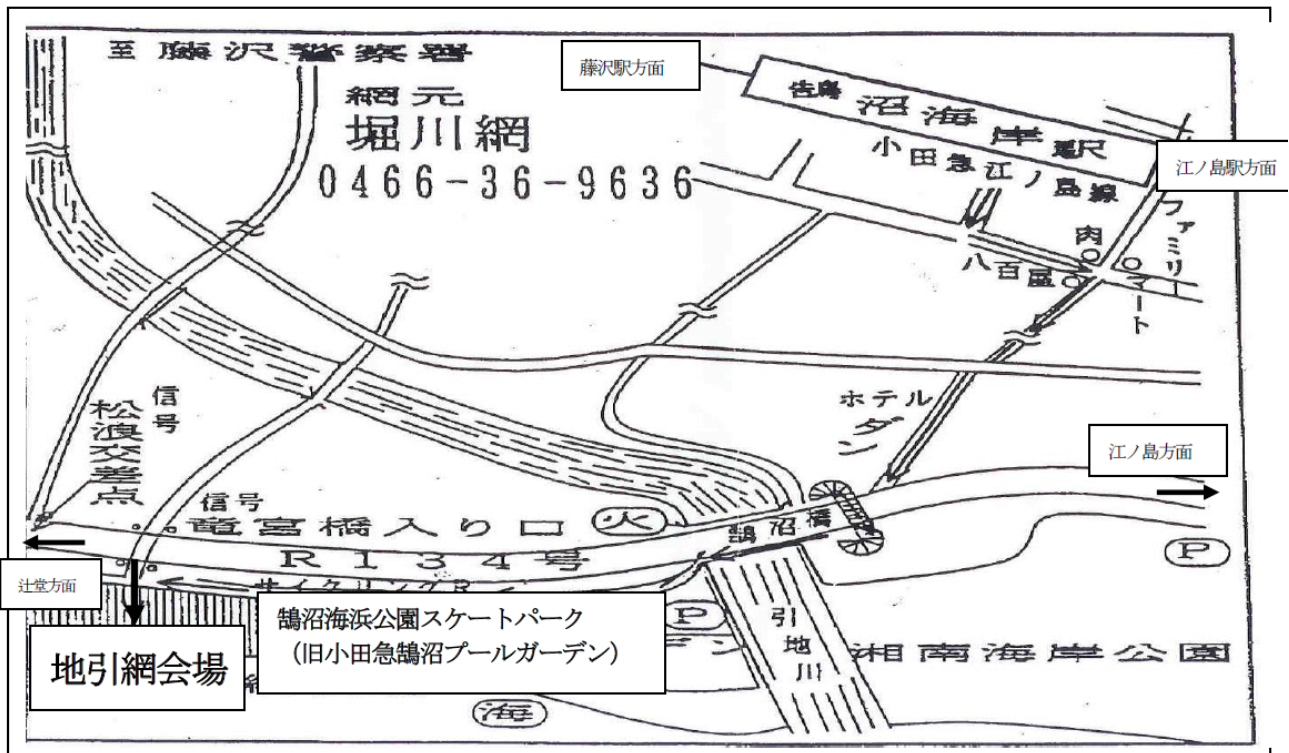 至 藤沢警察署
藤沢駅方面
沼海岸駅
小田急江ノ島線
江ノ島駅方面
網元
堀川網
0466-36-9636
肉
八百屋
ファミリーマート
ホテル
ダン
江ノ島方面
信号
松波交差点
信号
竜宮橋入り口
火
鵠沼橋
R134号
サイクリング
辻堂方面
P
P
鵠沼海浜公園スケートパーク
(旧小田急鵠沼プールガーデン)
デン
引地川
湘南海岸公園
地引網会場
海